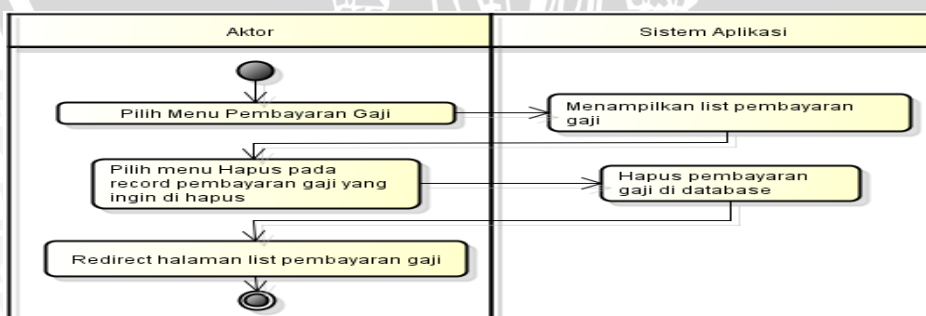 Aktor
Sistem Aplikasi
Pilih Menu Pembayaran Gaji
Menampilkan list pembayaran
gaji
Pilih menu Hapus pada
record pembayaran gaji yang
ingin di hapus
Hapus pembayaran
gaji di database
Redirect halaman list pembayaran gaji